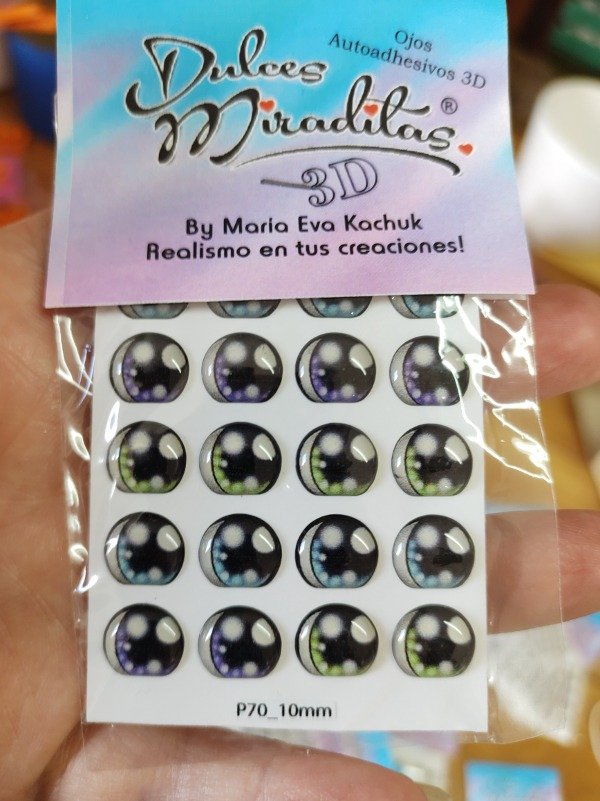 Ojos
Autoadhesivos 3D
Dulces
Miraditas®
3D
By Maria Eva Kachuk
Realismo en tus creaciones!
P70_10mm